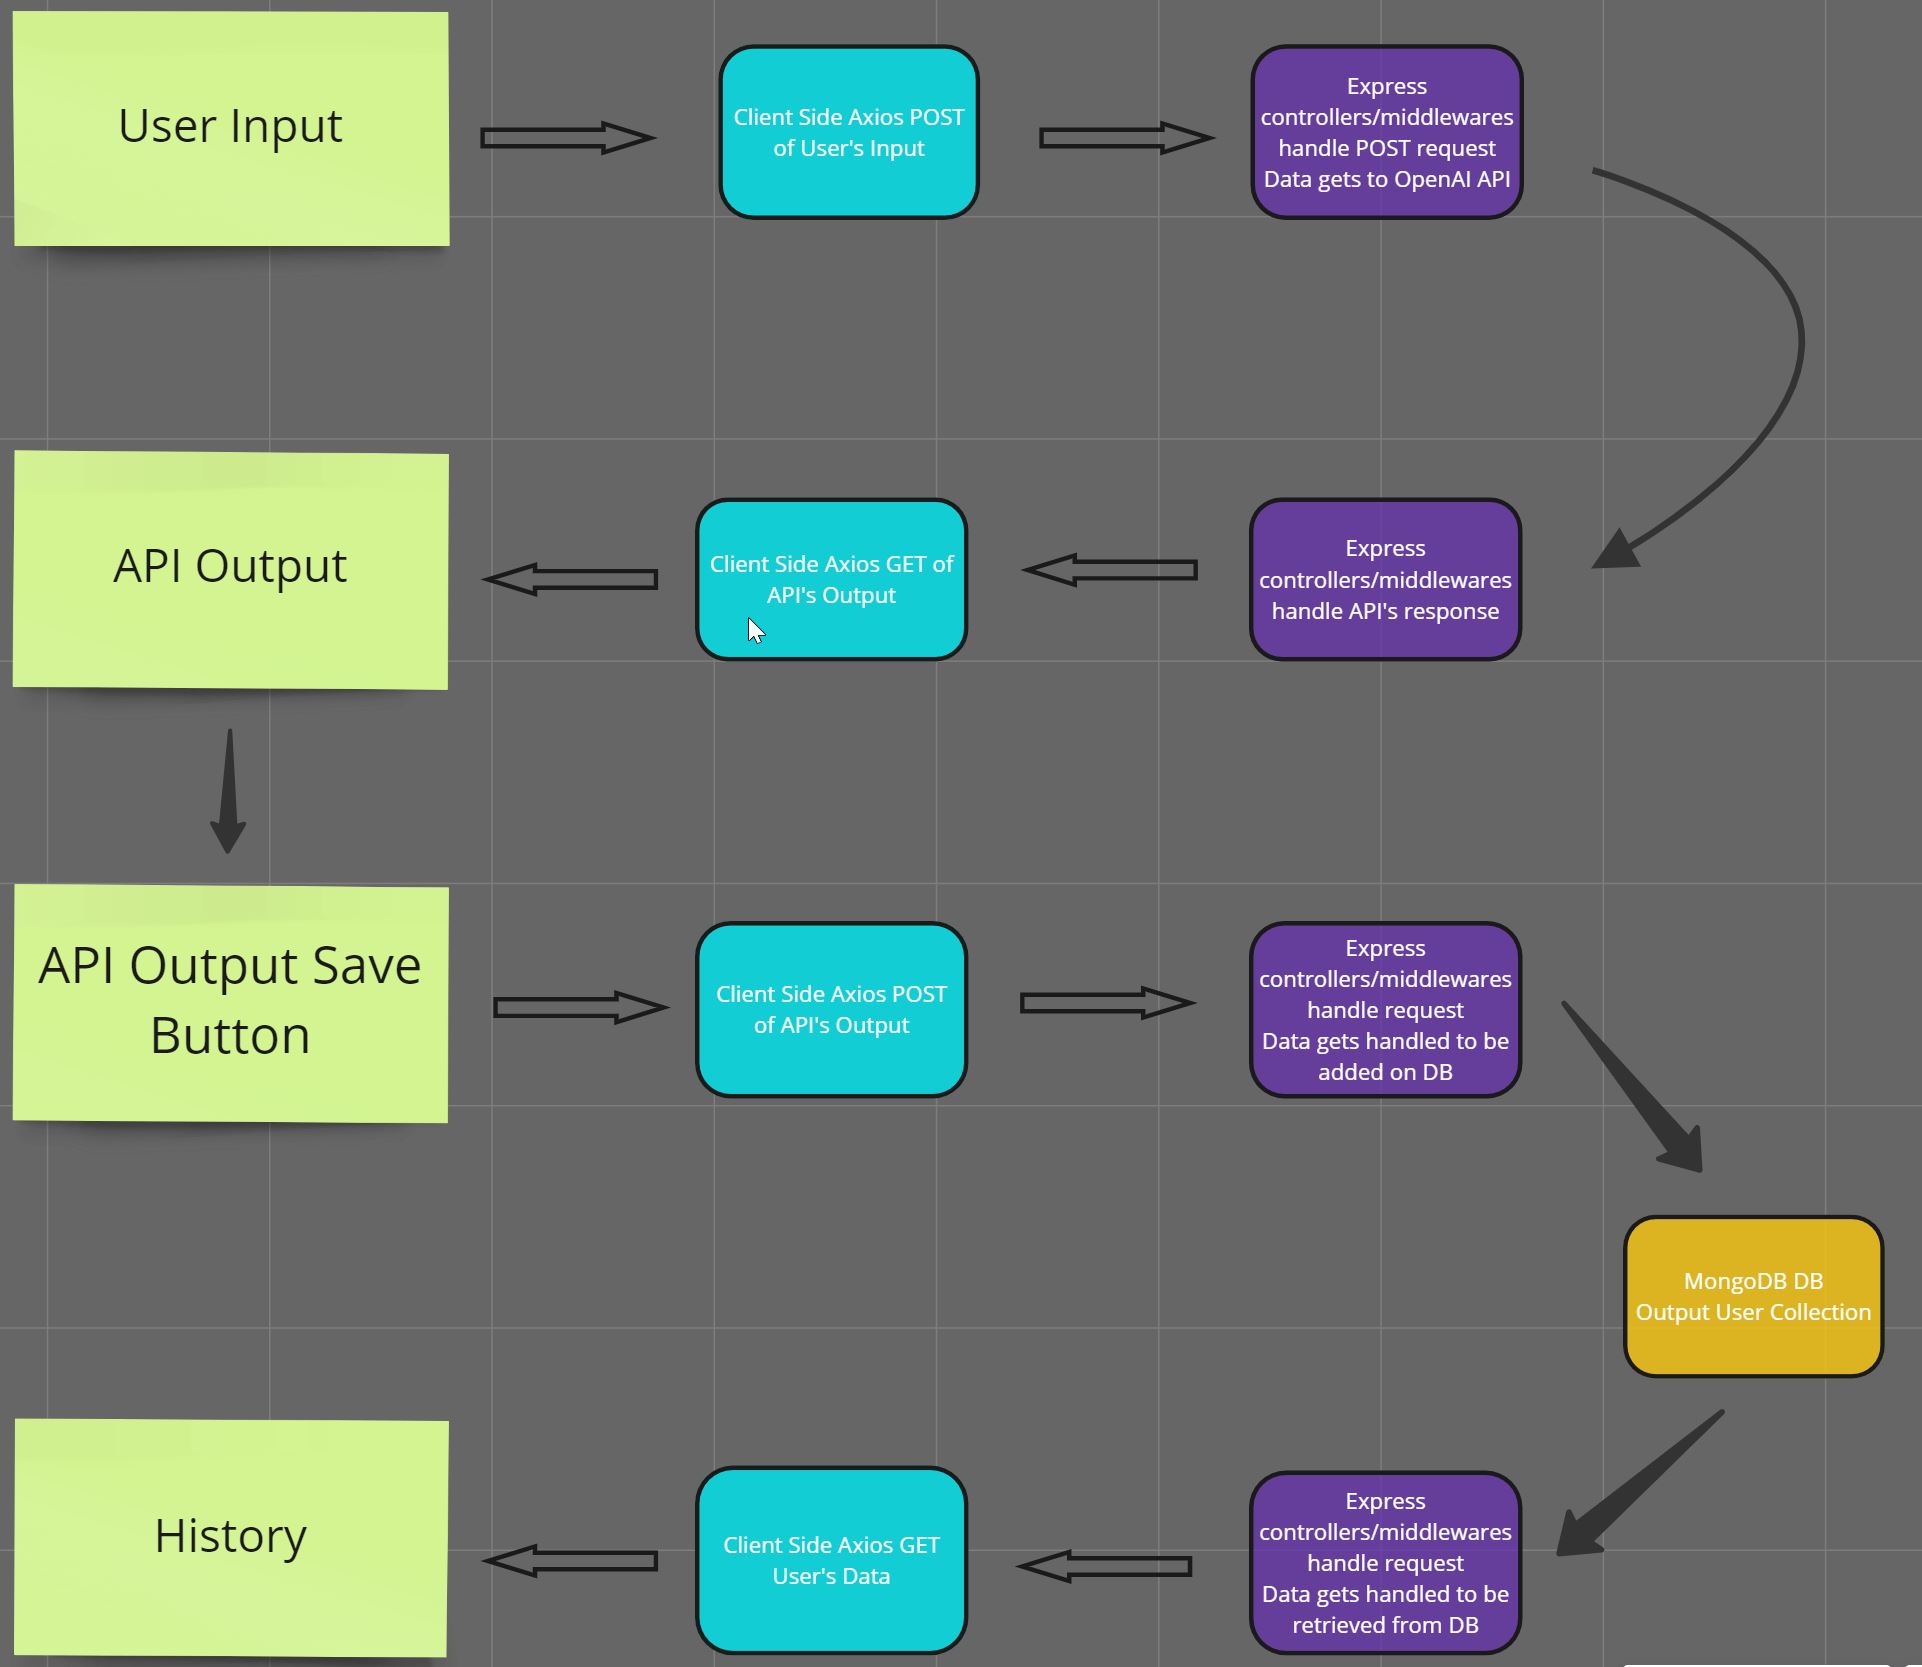 User Input
Client Side Axios POST
of User's Input
Express
controllers/middlewares
handle POST request
Data gets to OpenAI API
API Output
Client Side Axios GET of
API's Output
Express
controllers/middlewares
handle API's response
API Output Save
Button
Client Side Axios POST
of API's Output
Express
controllers/middlewares
handle request
Data gets handled to be
added on DB
MongoDB DB
Output User Collection
History
Client Side Axios GET
User's Data
Express
controllers/middlewares
handle request
Data gets handled to be
retrieved from DB